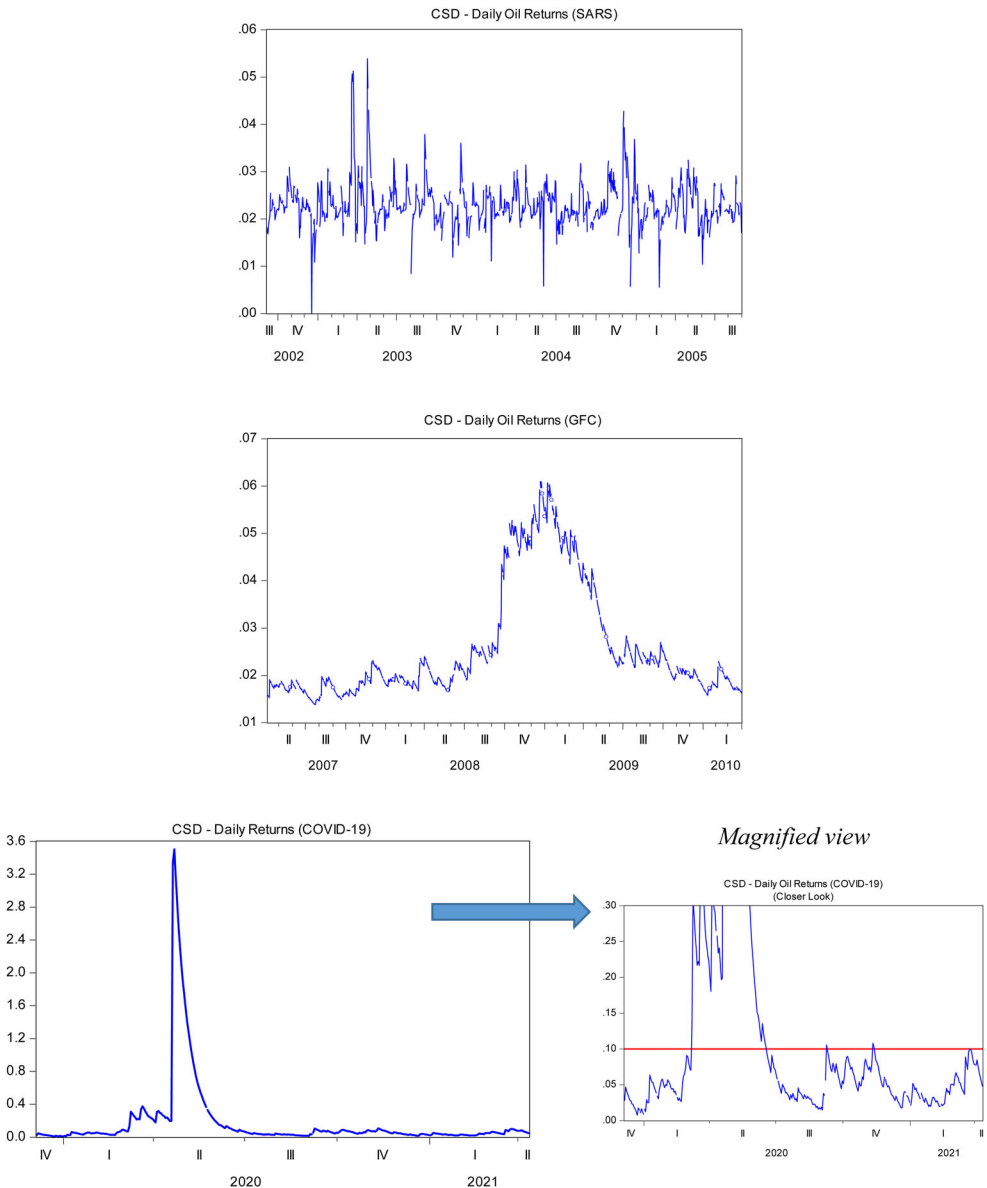 CSD - Daily Oil Returns (SARS)
.06
.05
.04
.03
.02
.01
.00
III IV I II III IV I II III IV I II III
2002 2003 2004 2005
CSD - Daily Oil Returns (GFC)
.07
.06
.05
.04
.03
.02
.01
II III IV I II III IV I II III IV I
2007 2008 2009 2010
CSD - Daily Returns (COVID-19)
3.6
3.2
2.8
2.4
2.0
1.6
1.2
0.8
0.4
0.0
IV I II III IV I II
2020 2021
Magnified view
CSD - Daily Oil Returns (COVID-19)
(Closer Look)
.30
.25
.20
.15
.10
.05
.00
IV I II III IV I II
2020 2021